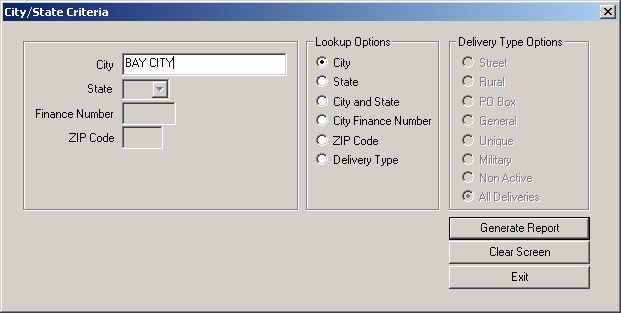 City/State Criteria
City
BAY CITY
State
Finance Number
ZIP Code
Lookup Options
City
State
City and State
City Finance Number
ZIP Code
Delivery Type
Delivery Type Options
Street
Rural
PO Box
General
Unique
Military
Non Active
All Deliveries
Generate Report
Clear Screen
Exit